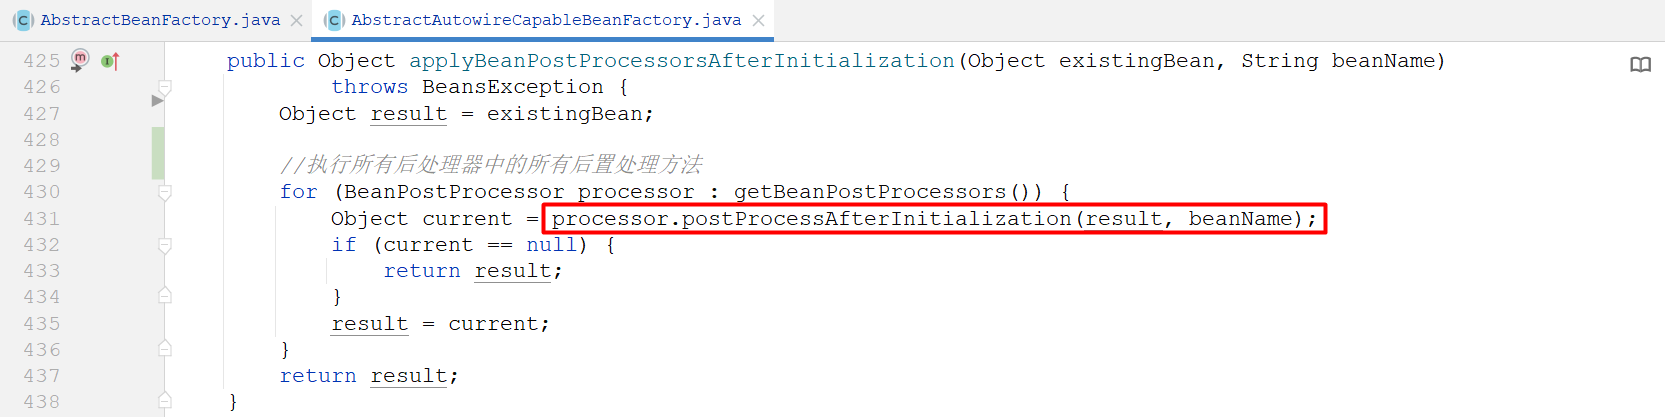 AbstractBeanFactory.java AbstractAutowireCapableBeanFactory.java
425 public Object applyBeanPostProcessorsAfterInitialization(Object existingBean, String beanName)
426 throws BeansException {
427 Object result = existingBean;
428
429 //执行所有后处理器中的所有后置处理方法
430 for (BeanPostProcessor processor : getBeanPostProcessors()) {
431 Object current = processor.postProcessAfterInitialization(result, beanName);
432 if (current == null) {
433 return result;
434 }
435 result = current;
436 }
437 return result;
438 }